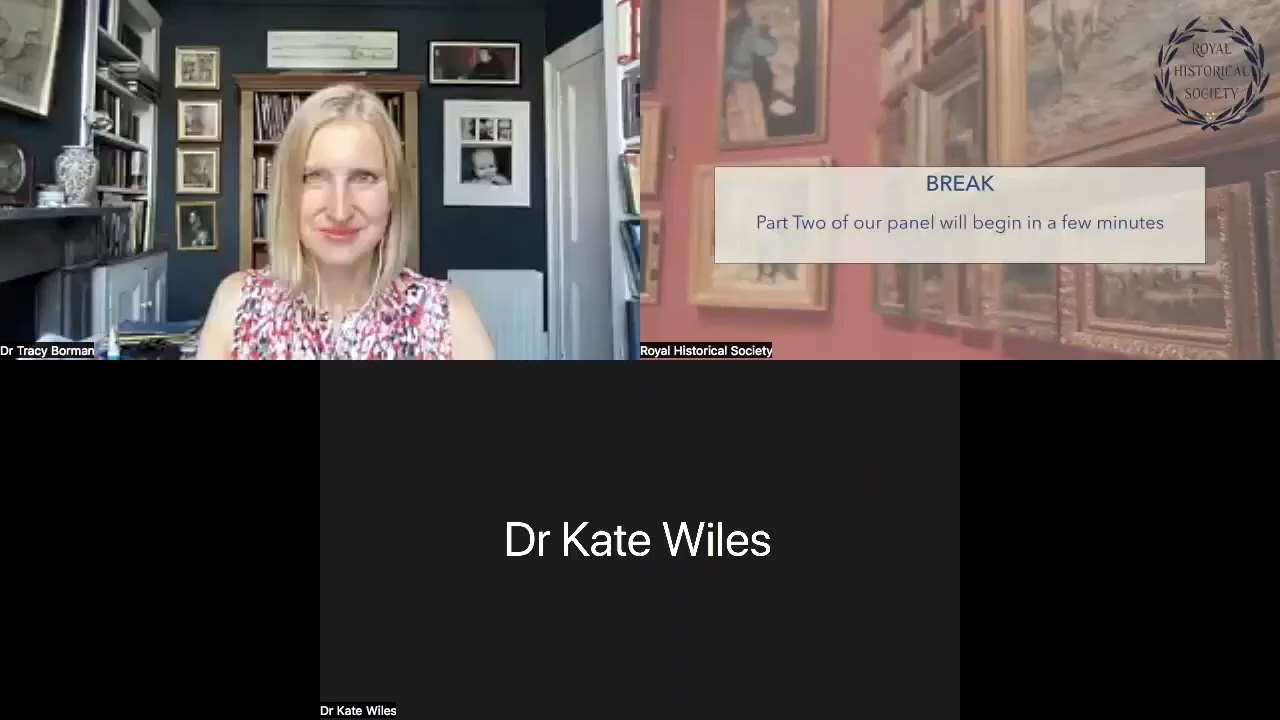 ROYAL
HISTORICAL
SOCIETY
BREAK
Part Two of our panel will begin in a few minutes
Dr Tracy Borman
Royal Historical Society
Dr Kate Wiles
Dr Kate Wiles